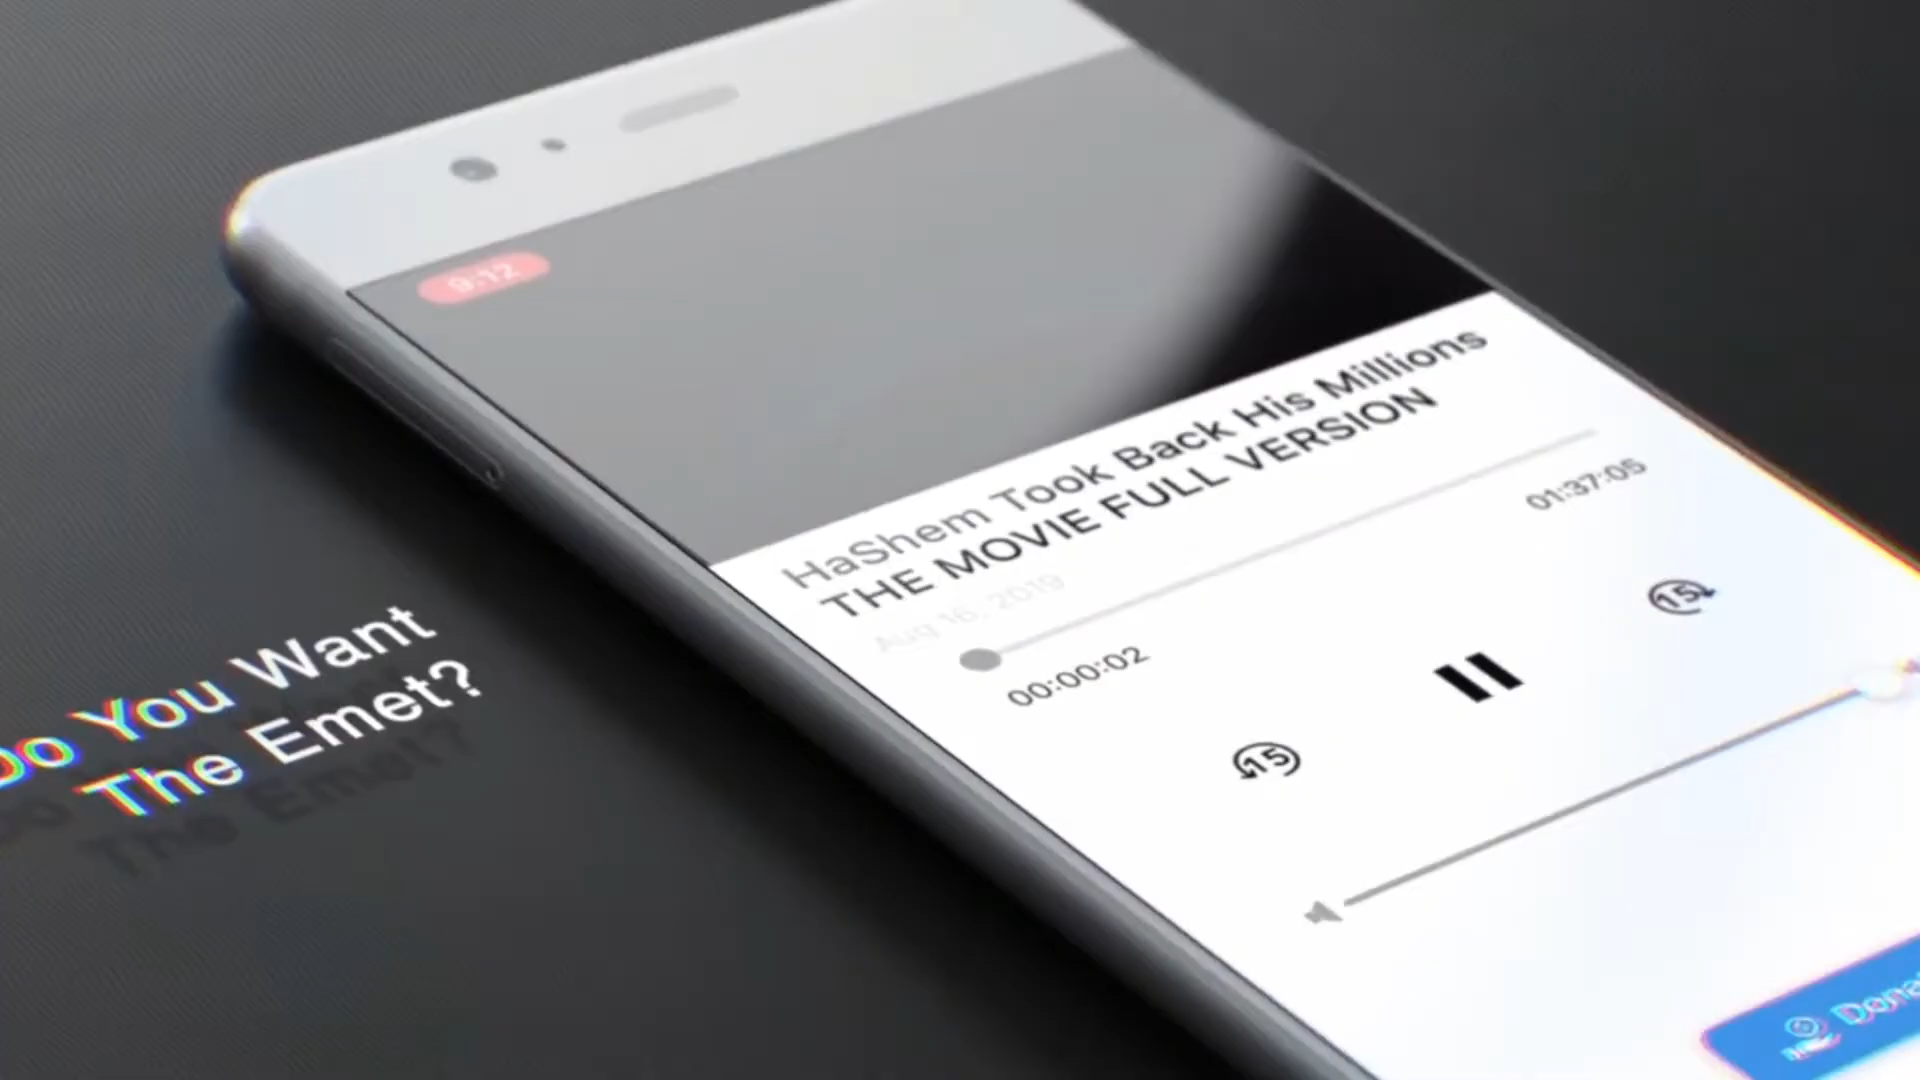 9:12
HaShem Took Back His Millions
THE MOVIE FULL VERSION
Aug 16, 2019
00:00:02
01:37:05
15
15
Do You Want
The Emet?